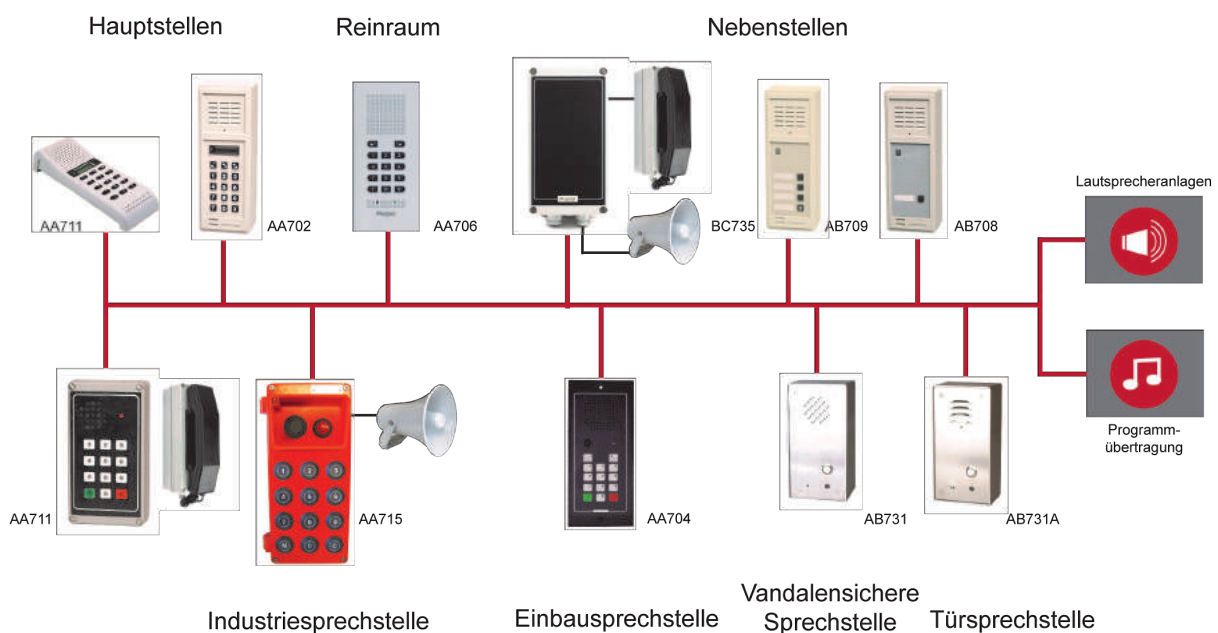 Hauptstellen
Reinraum
Nebenstellen
AA711
AA702
AA706
BC735
AB709
AB708
Lautsprecheranlagen
AA711
AA715
AA704
AB731
AB731A
Programm-
übertragung
Industriesprechstelle
Einbausprechstelle
Vandalensichere
Sprechstelle
Türsprechstelle